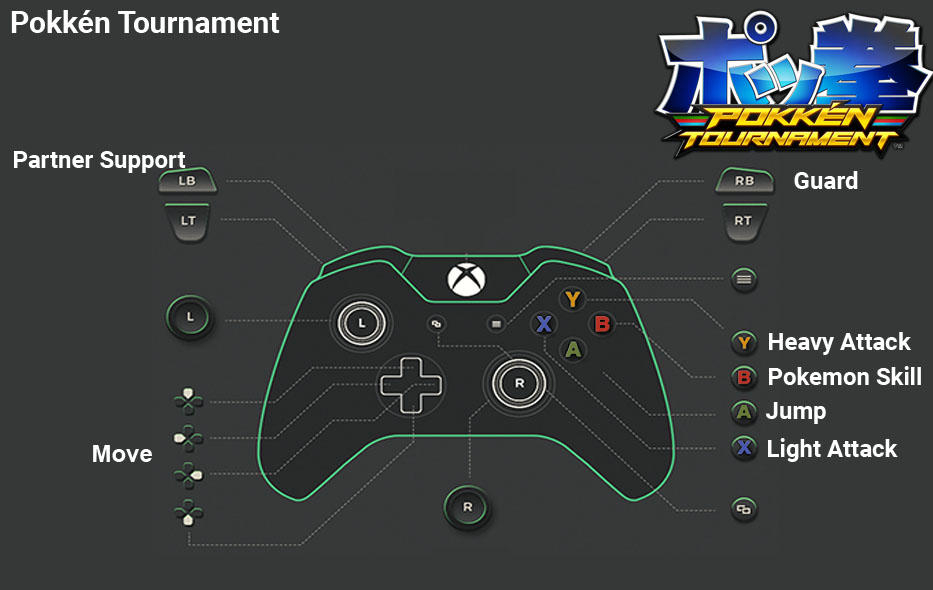 Pokkén Tournament
ポッ拳
POKKÉN
TOURNAMENT™
Partner Support
LB
RB
Guard
LT
RT
L
L
Y
X
B
A
Y Heavy Attack
B Pokemon Skill
R
A Jump
Move
X Light Attack
R